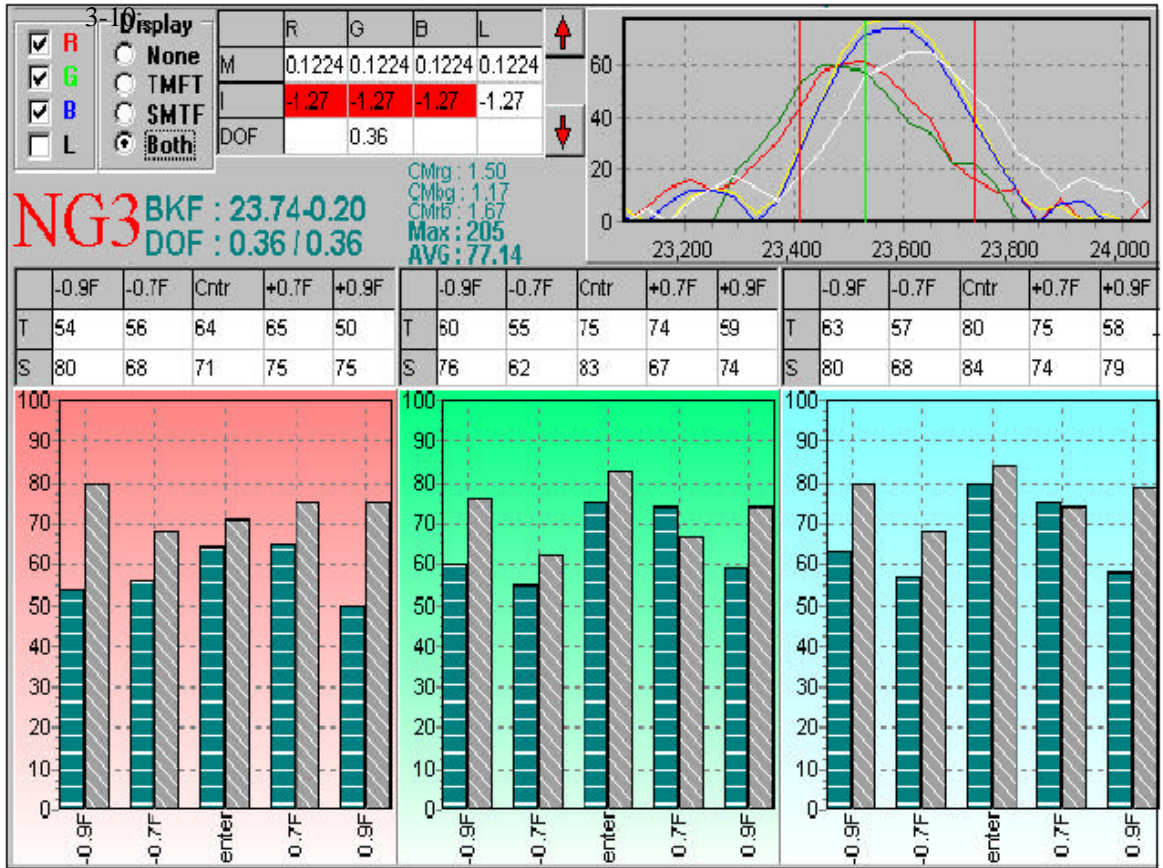 3-10
Display
R
G
B
L
None
TMFT
SMTF
Both
R G B L
M 0.1224 0.1224 0.1224 0.1224
I -1.27 -1.27 -1.27 -1.27
DOF 0.36
NG3
BKF : 23.74-0.20
DOF : 0.36 / 0.36
CMrg : 1.50
CMbg : 1.17
CMrb : 1.67
Max : 205
AVG : 77.14
60
40
20
0
23,200 23,400 23,600 23,800 24,000
-0.9F -0.7F Cntr +0.7F +0.9F
T 54 56 64 65 50
S 80 68 71 75 75
-0.9F -0.7F Cntr +0.7F +0.9F
T 60 55 75 74 59
S 76 62 83 67 74
-0.9F -0.7F Cntr +0.7F +0.9F
T 63 57 80 75 58
S 80 68 84 74 79
100
90
80
70
60
50
40
30
20
10
0
-0.9F -0.7F enter 0.7F 0.9F
100
90
80
70
60
50
40
30
20
10
0
-0.9F -0.7F enter 0.7F 0.9F
100
90
80
70
60
50
40
30
20
10
0
-0.9F -0.7F enter 0.7F 0.9F